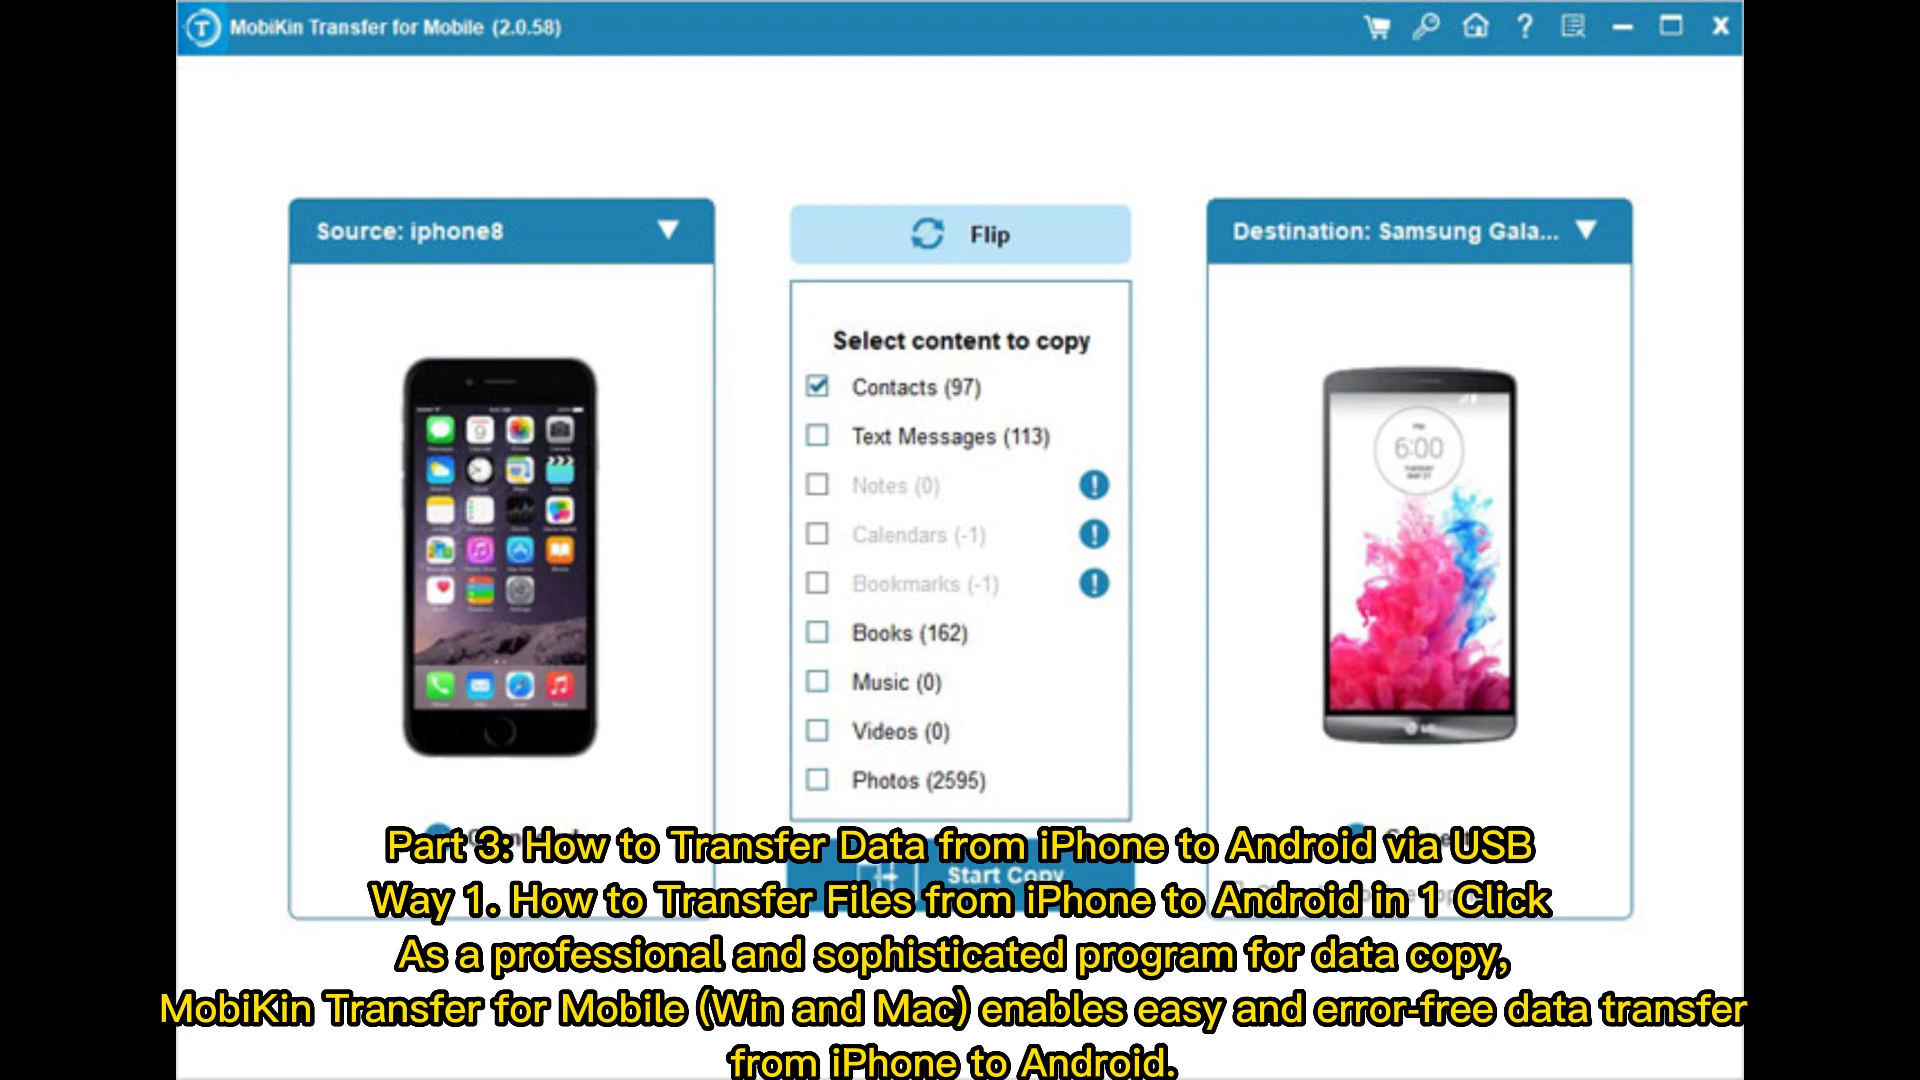 MobiKin Transfer for Mobile (2.0.58)
Source: iphone8
Flip
Destination: Samsung Gala...
Select content to copy
Contacts (97)
Text Messages (113)
Notes (0)
Calendars (-1)
Bookmarks (-1)
Books (162)
Music (0)
Videos (0)
Photos (2595)
6:00
Start Copy
Part 3: How to Transfer Data from iPhone to Android via USB
Way 1. How to Transfer Files from iPhone to Android in 1 Click
As a professional and sophisticated program for data copy,
MobiKin Transfer for Mobile (Win and Mac) enables easy and error-free data transfer
from iPhone to Android.